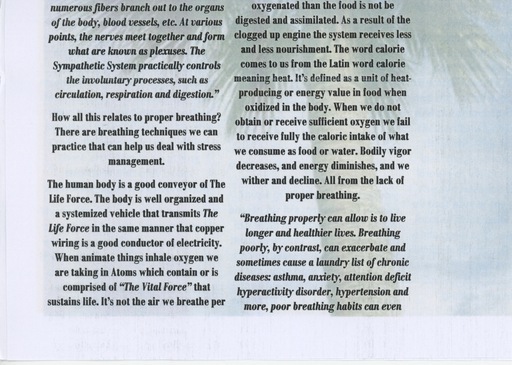 numerous fibers branch out to the organs
of the body, blood vessels, etc. At various
points, the nerves meet together and form
what are known as plexuses. The
Sympathetic System practically controls
the involuntary processes, such as
circulation, respiration and digestion."
How all this relates to proper breathing?
There are breathing techniques we can
practice that can help us deal with stress
management.
The human body is a good conveyor of The
Life Force. The body is well organized and
a systemized vehicle that transmits The
Life Force in the same manner that copper
wiring is a good conductor of electricity.
When animate things inhale oxygen we
are taking in Atoms which contain or is
comprised of "The Vital Force" that
sustains life. It's not the air we breathe per
oxygenated than the food is not be
digested and assimilated. As a result of the
clogged up engine the system receives less
and less nourishment. The word calorie
comes to us from the Latin word calorie
meaning heat. It's defined as a unit of heat-
producing or energy value in food when
oxidized in the body. When we do not
obtain or receive sufficient oxygen we fail
to receive fully the caloric intake of what
we consume as food or water. Bodily vigor
decreases, and energy diminishes, and we
wither and decline. All from the lack of
proper breathing.
"Breathing properly can allow is to live
longer and healthier lives. Breathing
poorly, by contrast, can exacerbate and
sometimes cause a laundry list of chronic
diseases: asthma, anxiety, attention deficit
hyperactivity disorder, hypertension and
more, poor breathing habits can even